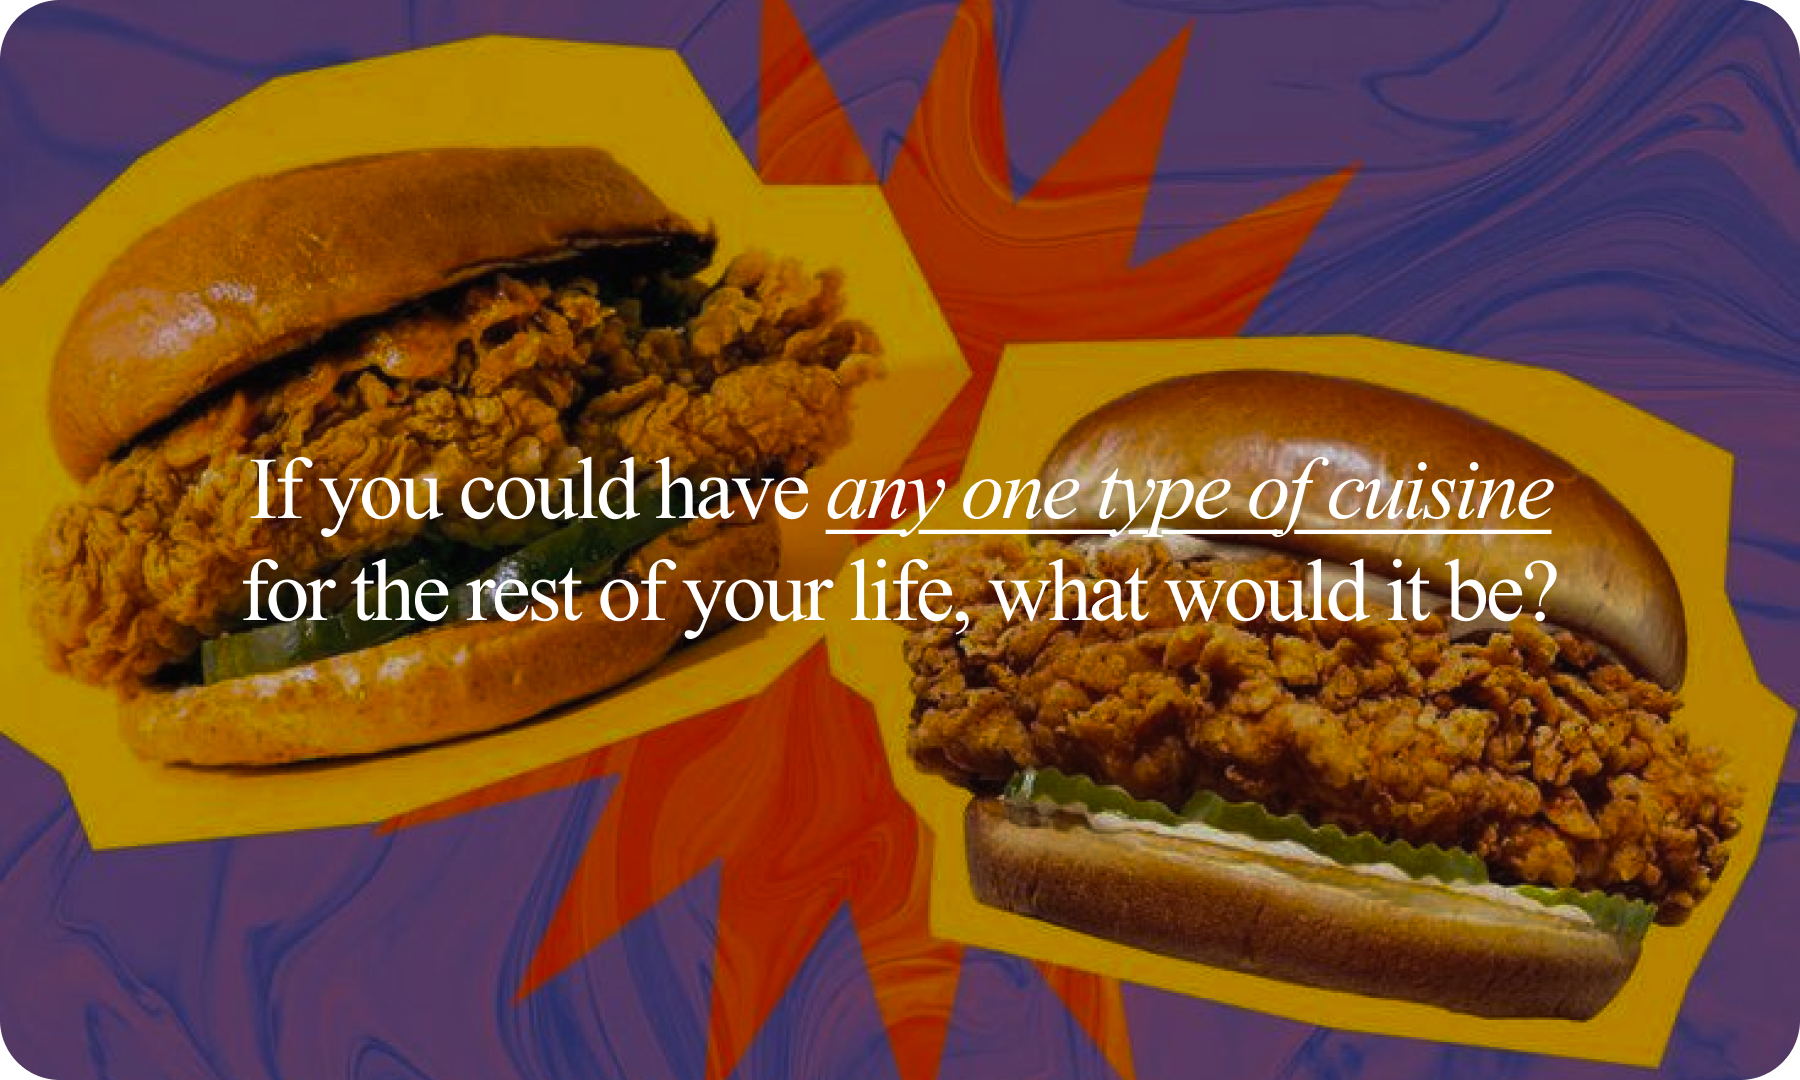 If you could have any one type of cuisine
for the rest of your life, what would it be?